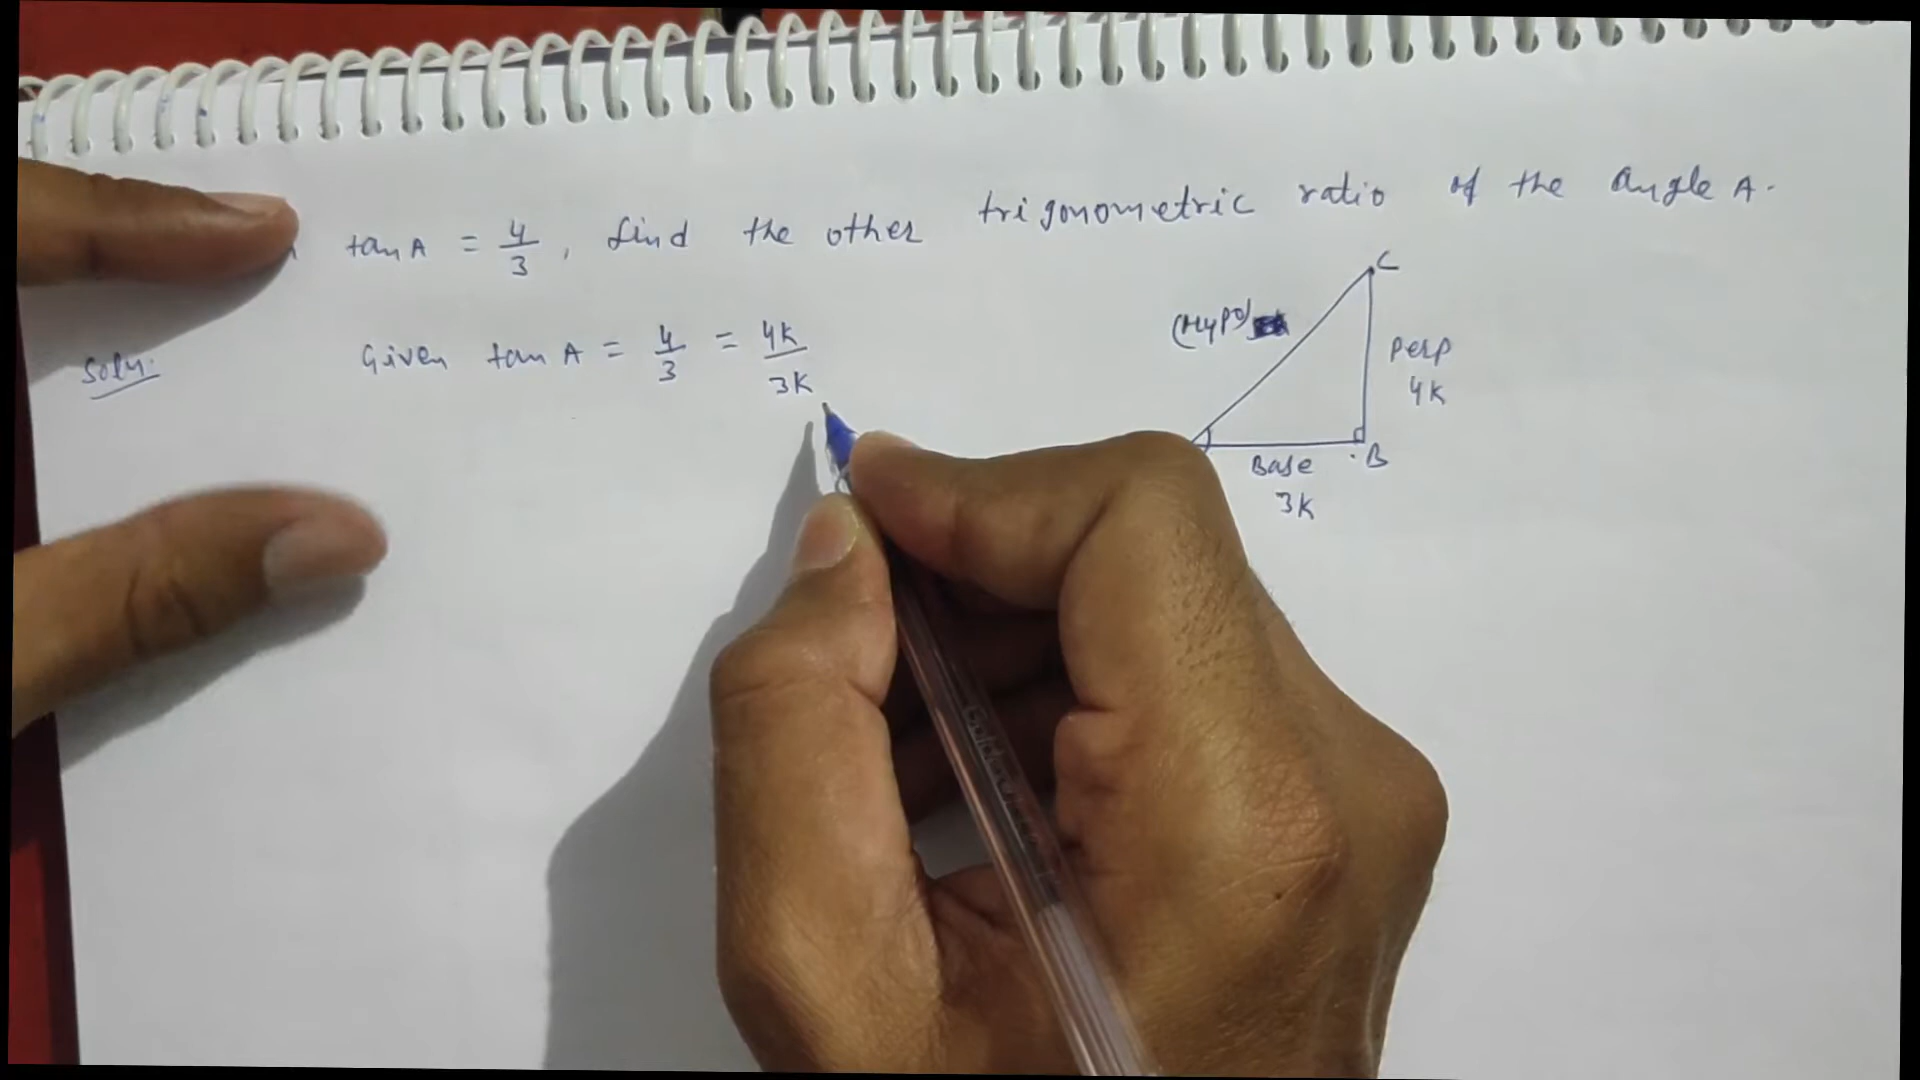 tan A = 4/3, find the other trigonometric ratio of the angle A.
Soln. Given tan A = 4/3 = 4K/3K
C
(Hypo)
Perp
4K
Base
B
3K